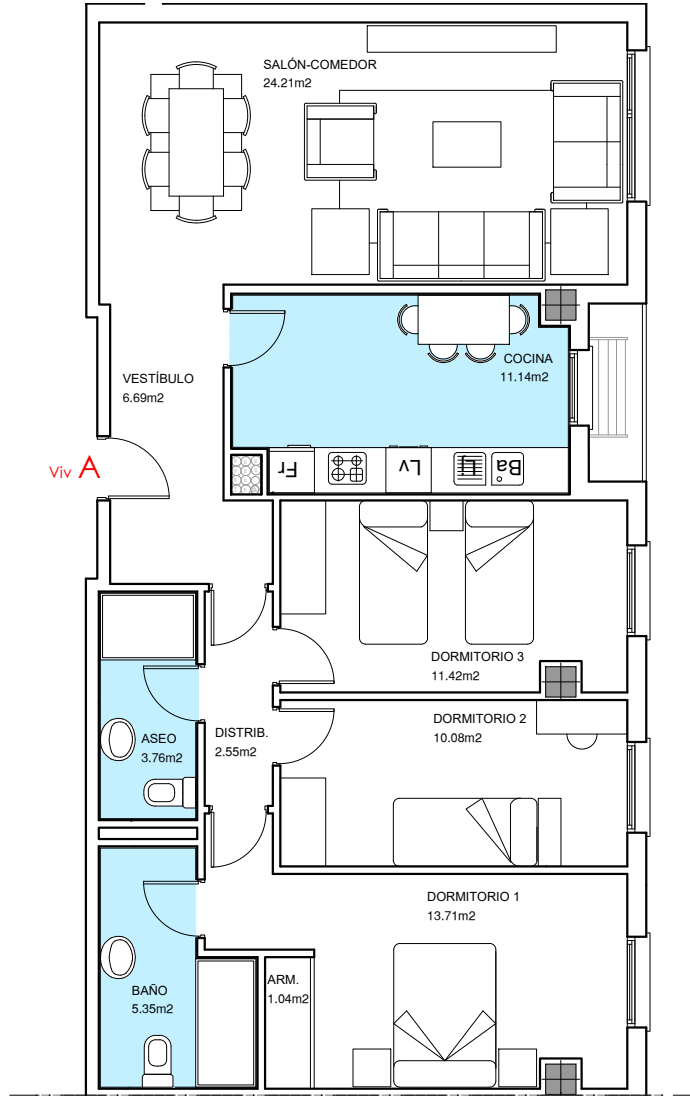 SALÓN-COMEDOR
24.21m2
COCINA
11.14m2
VESTÍBULO
6.69m2
Viv A
Fr
Lv
Lj
Ba
DORMITORIO 3
11.42m2
DORMITORIO 2
10.08m2
DISTRIB.
2.55m2
ASEO
3.76m2
DORMITORIO 1
13.71m2
ARM.
1.04m2
BAÑO
5.35m2